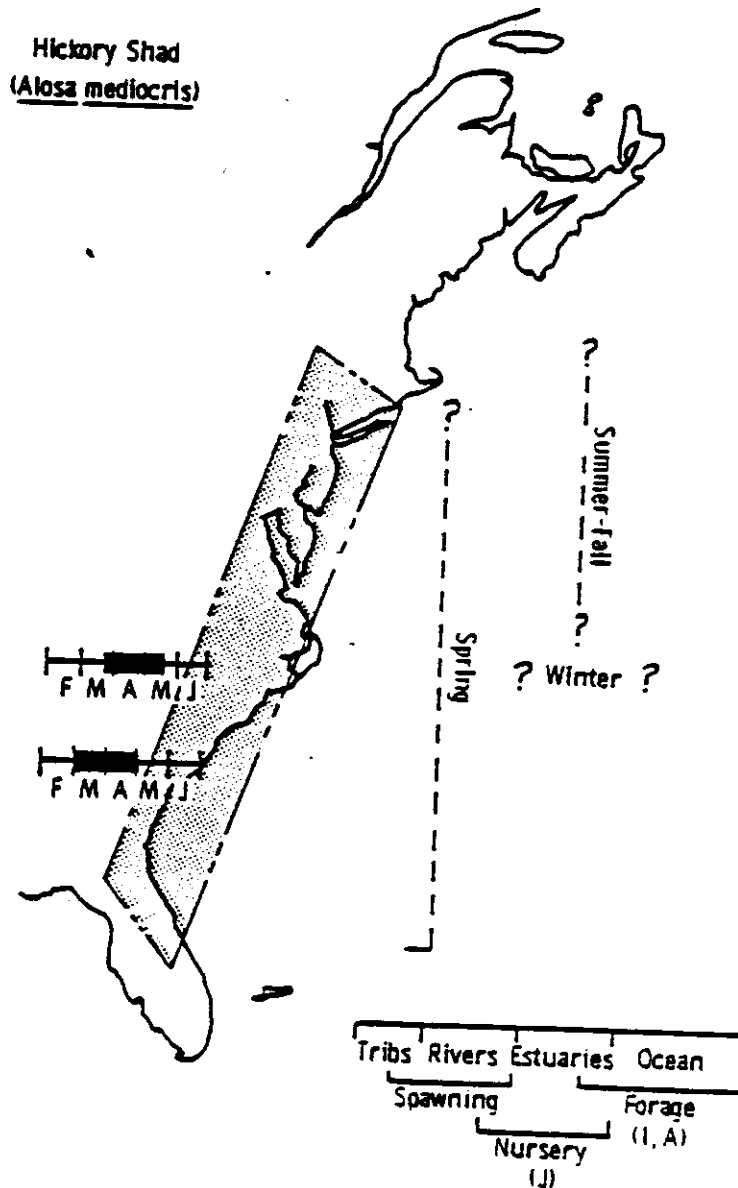 Hickory Shad
(Alosa mediocris)
?
?
Summer-Fall
Spring
?
? Winter ?
F M A M J
F M A M J
Tribs Rivers Estuaries Ocean
Spawning Forage
(I, A)
Nursery
(J)